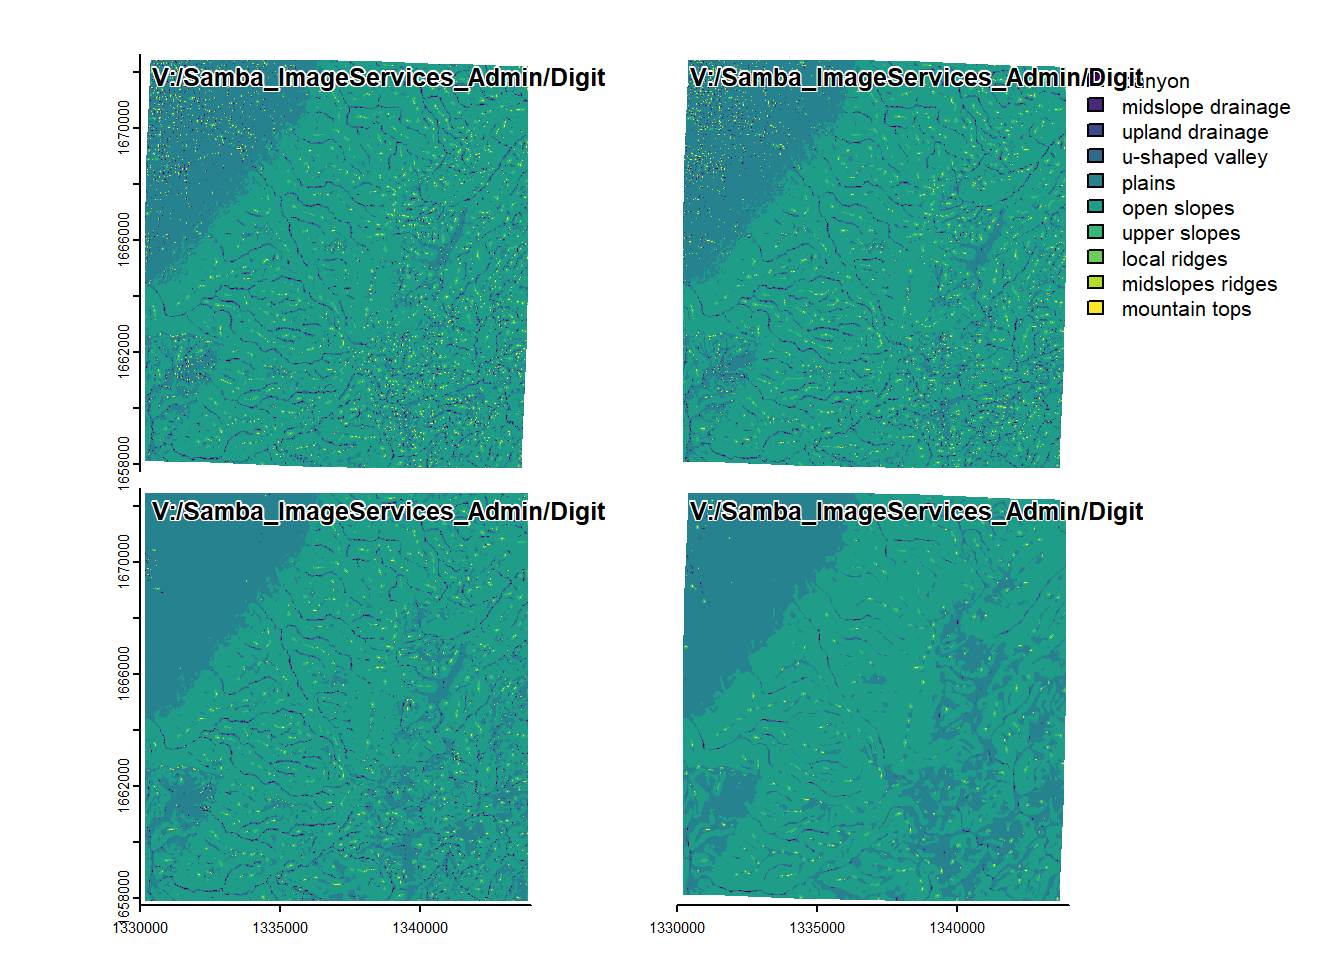 V:/Samba_ImageServices_Admin/Digit
V:/Samba_ImageServices_Admin/Digit
midslope drainage
upland drainage
u-shaped valley
plains
open slopes
upper slopes
local ridges
midslopes ridges
mountain tops
1670000
1666000
1662000
1658000
V:/Samba_ImageServices_Admin/Digit
V:/Samba_ImageServices_Admin/Digit
1670000
1666000
1662000
1658000
1330000
1335000
1340000
1330000
1335000
1340000